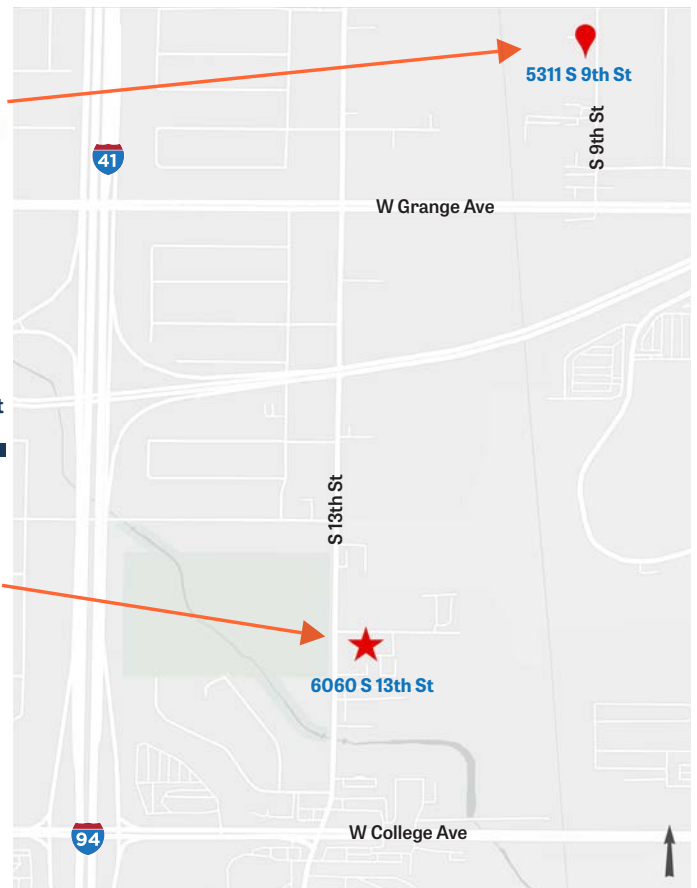 5311 S 9th St
S 9th St
41
W Grange Ave
t
S 13th St
6060 S 13th St
94
W College Ave